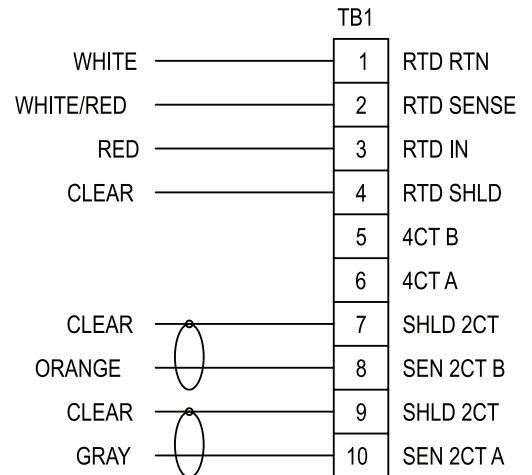 TB1
WHITE 1 RTD RTN
WHITE/RED 2 RTD SENSE
RED 3 RTD IN
CLEAR 4 RTD SHLD
5 4CT B
6 4CT A
CLEAR 7 SHLD 2CT
ORANGE 8 SEN 2CT B
CLEAR 9 SHLD 2CT
GRAY 10 SEN 2CT A